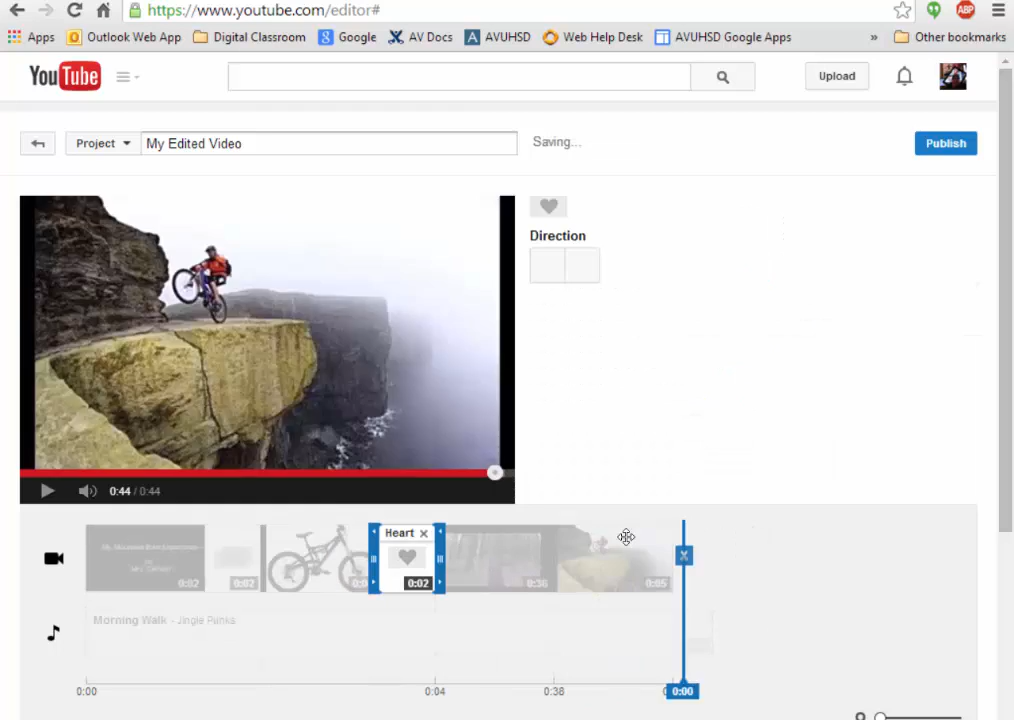 https://www.youtube.com/editor#
Apps Outlook Web App Digital Classroom Google AV Docs AVUHSD Web Help Desk AVUHSD Google Apps » Other bookmarks
ABP
YouTube Upload
Project My Edited Video Saving... Publish
Direction
0:44 / 0:44
Heart
0:02 0:02 0:02 0:36 0:05
Morning Walk - Jingle Punks
0:00 0:04 0:38 0:00